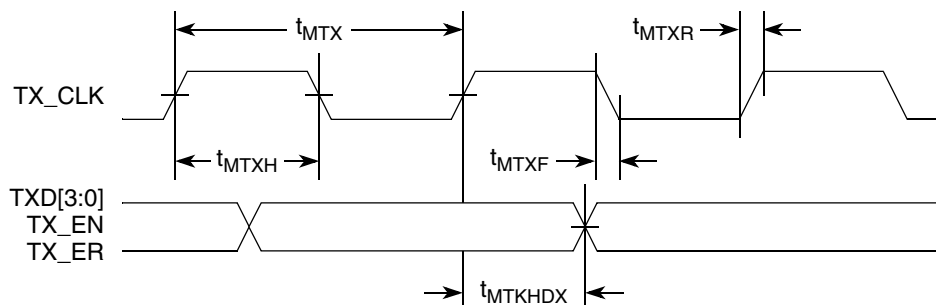 tMTX
tMTXR
TX_CLK
tMTXH
tMTXF
TXD[3:0]
TX_EN
TX_ER
tMTKHDX